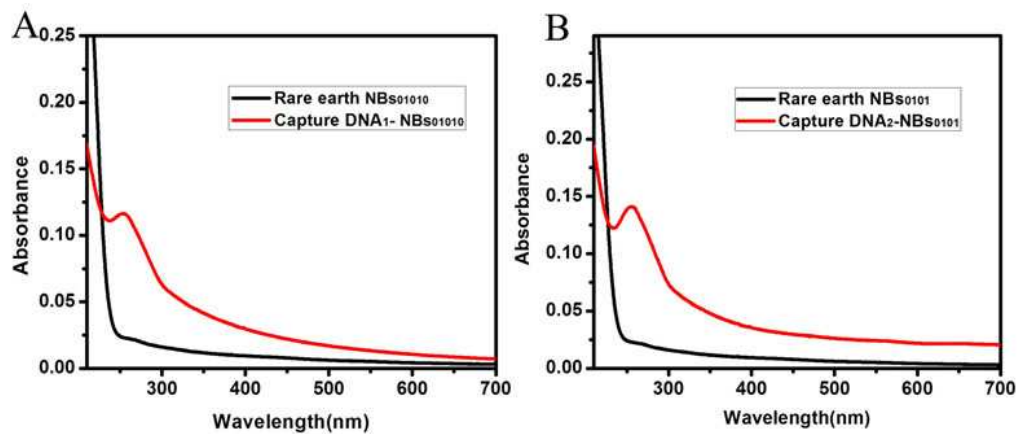 A
0.25
0.20
0.15
0.10
0.05
0.00
Absorbance
Rare earth NBs01010
Capture DNA1- NBs01010
300 400 500 600 700
Wavelength(nm)
B
0.25
0.20
0.15
0.10
0.05
0.00
Absorbance
Rare earth NBs0101
Capture DNA2-NBs0101
300 400 500 600 700
Wavelength(nm)